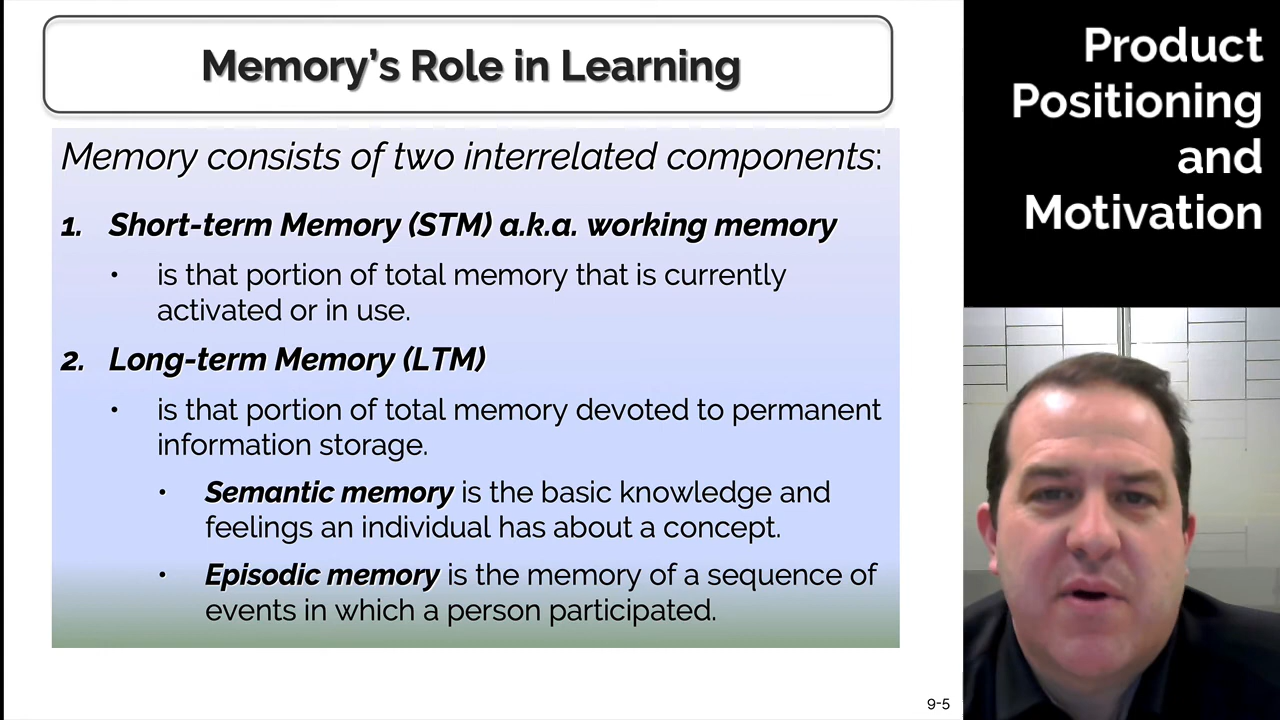 Memory's Role in Learning
Memory consists of two interrelated components:
1. Short-term Memory (STM) a.k.a. working memory
• is that portion of total memory that is currently
activated or in use.
2. Long-term Memory (LTM)
• is that portion of total memory devoted to permanent
information storage.
• Semantic memory is the basic knowledge and
feelings an individual has about a concept.
• Episodic memory is the memory of a sequence of
events in which a person participated.
9-5
Product
Positioning
and
Motivation